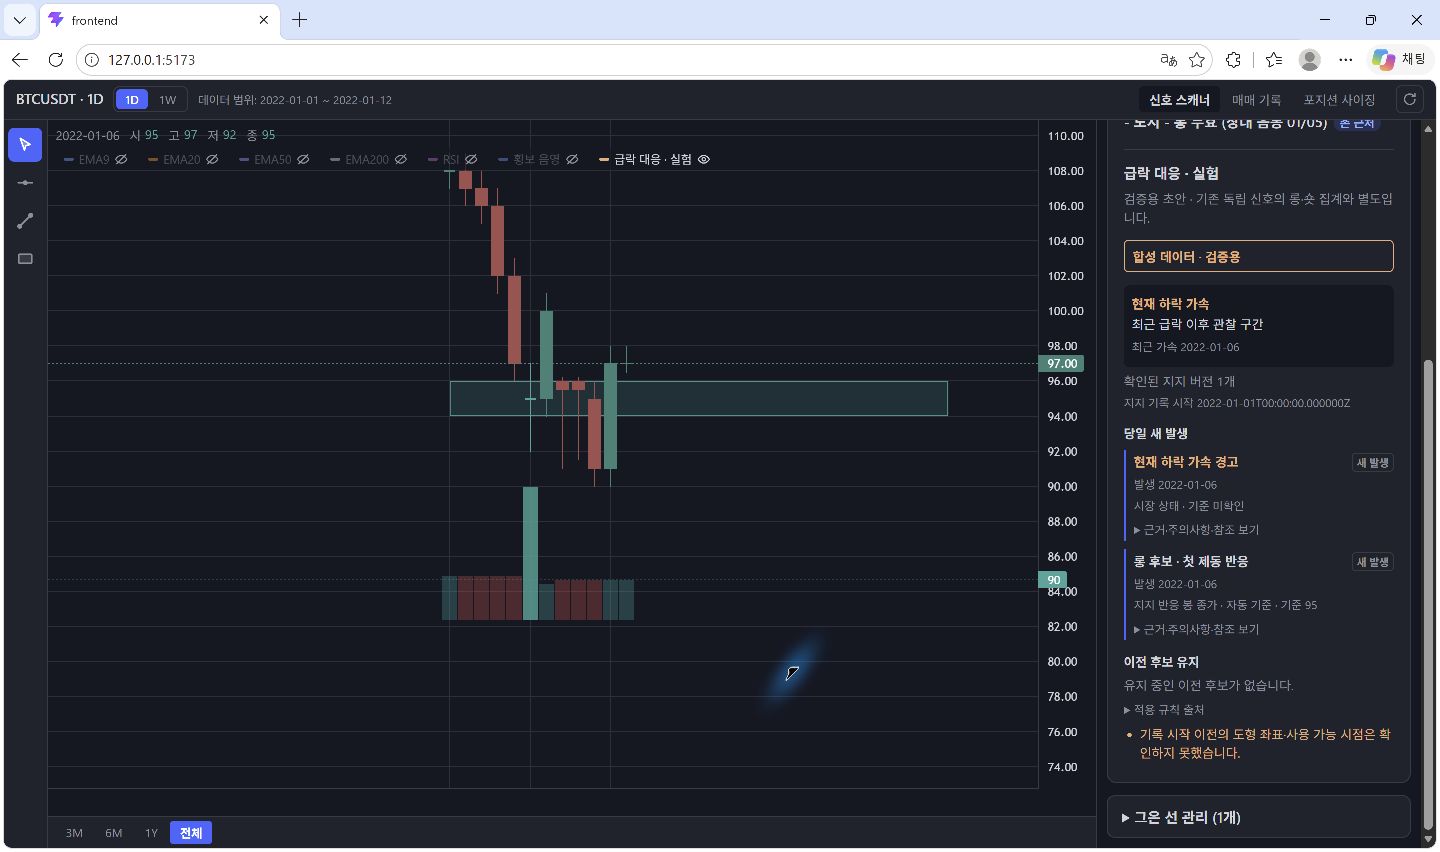 frontend
127.0.0.1:5173
채팅
BTCUSDT · 1D
1D 1W
데이터 범위: 2022-01-01 ~ 2022-01-12
신호 스캐너 매매 기록 포지션 사이징
2022-01-06 시 95 고 97 저 92 종 95
EMA9 EMA20 EMA50 EMA200 RSI 횡보 음영 급락 대응 · 실험
110.00
108.00
106.00
104.00
102.00
100.00
98.00
97.00
96.00
94.00
92.00
90.00
88.00
86.00
90
84.00
82.00
80.00
78.00
76.00
74.00
3M 6M 1Y 전체
급락 대응 · 실험
검증용 초안 · 기존 독립 신호의 롱·숏 집계와 별도입
니다.
합성 데이터 · 검증용
현재 하락 가속
최근 급락 이후 관찰 구간
최근 가속 2022-01-06
확인된 지지 버전 1개
지지 기록 시작 2022-01-01T00:00:00.000000Z
당일 새 발생
현재 하락 가속 경고 새 발생
발생 2022-01-06
시장 상태 · 기준 미확인
▶ 근거·주의사항·참조 보기
롱 후보 · 첫 제동 반응 새 발생
발생 2022-01-06
지지 반응 봉 종가 · 자동 기준 · 기준 95
▶ 근거·주의사항·참조 보기
이전 후보 유지
유지 중인 이전 후보가 없습니다.
▶ 적용 규칙 출처
• 기록 시작 이전의 도형 좌표·사용 가능 시점은 확
인하지 못했습니다.
▶ 그은 선 관리 (1개)